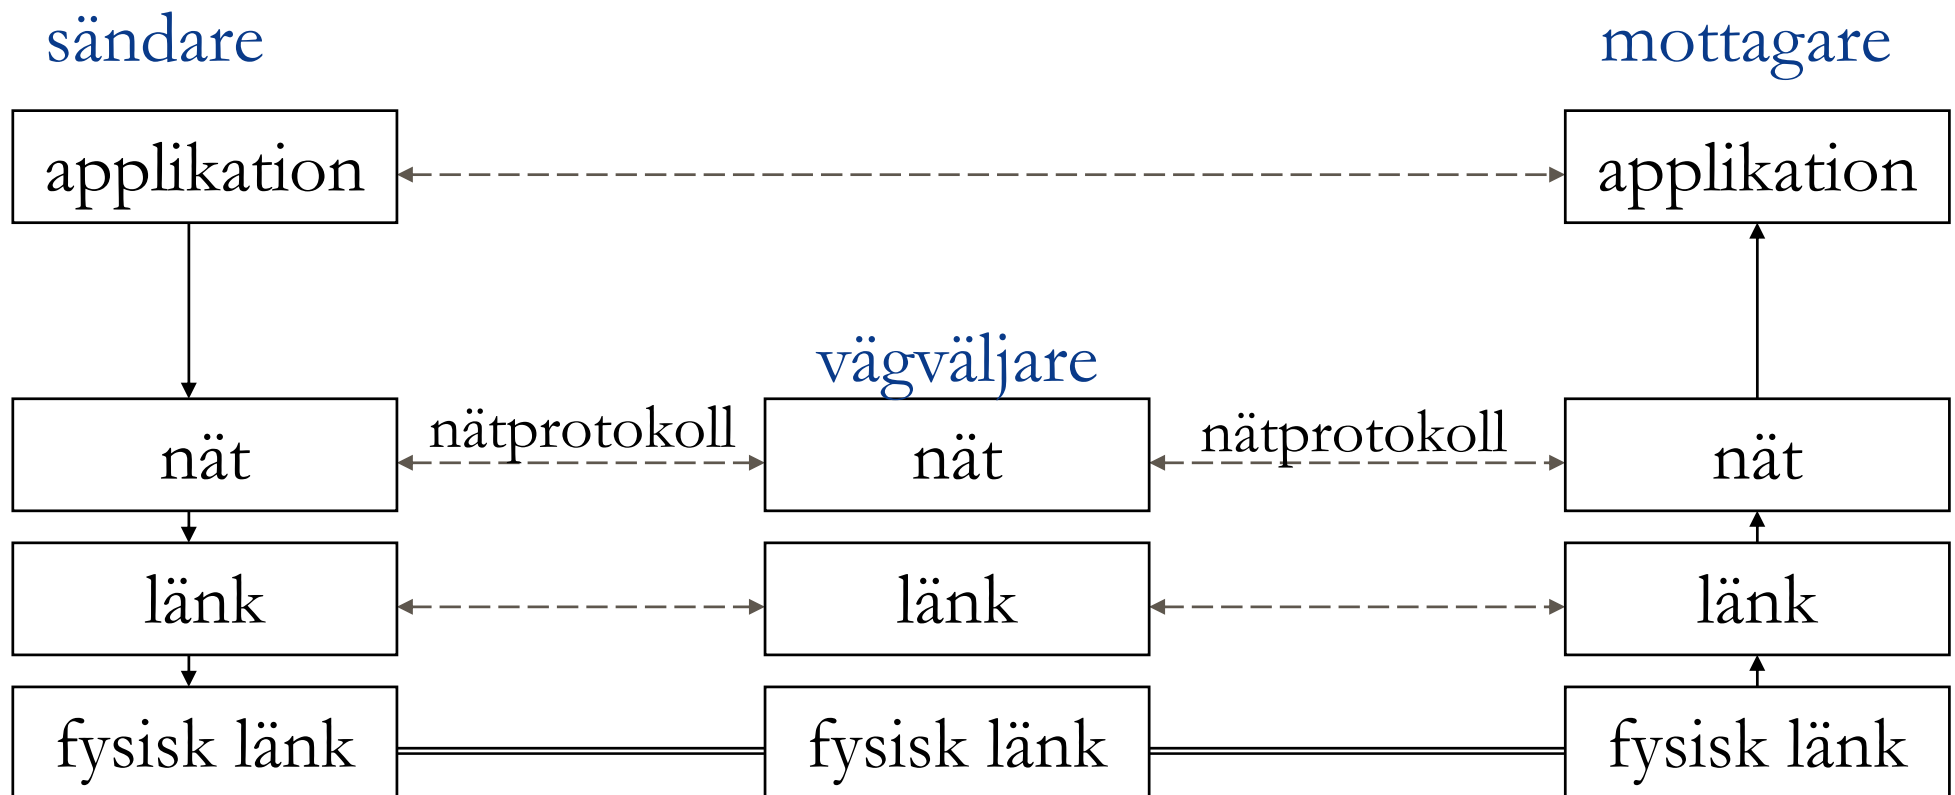 sändare
mottagare
applikation
applikation
vägväljare
nät
nätprotokoll
nät
nätprotokoll
nät
länk
länk
länk
fysisk länk
fysisk länk
fysisk länk